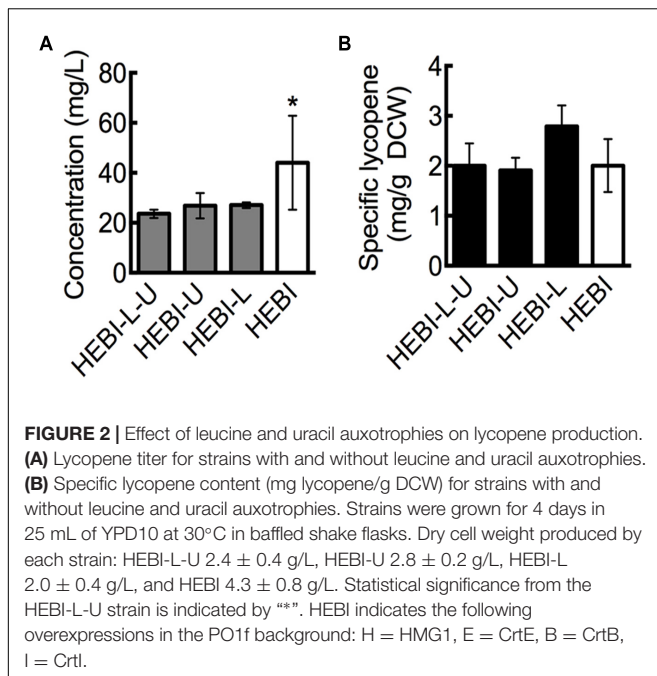 A
B
Concentration (mg/L)
80
60
40
20
0
*
HEBI-L-U
HEBI-U
HEBI-L
HEBI
Specific lycopene
(mg/g DCW)
4
3
2
1
0
HEBI-L-U
HEBI-U
HEBI-L
HEBI
FIGURE 2 | Effect of leucine and uracil auxotrophies on lycopene production.
(A) Lycopene titer for strains with and without leucine and uracil auxotrophies.
(B) Specific lycopene content (mg lycopene/g DCW) for strains with and
without leucine and uracil auxotrophies. Strains were grown for 4 days in
25 mL of YPD10 at 30°C in baffled shake flasks. Dry cell weight produced by
each strain: HEBI-L-U 2.4 ± 0.4 g/L, HEBI-U 2.8 ± 0.2 g/L, HEBI-L
2.0 ± 0.4 g/L, and HEBI 4.3 ± 0.8 g/L. Statistical significance from the
HEBI-L-U strain is indicated by “*”. HEBI indicates the following
overexpressions in the PO1f background: H = HMG1, E = CrtE, B = CrtB,
I = CrtI.